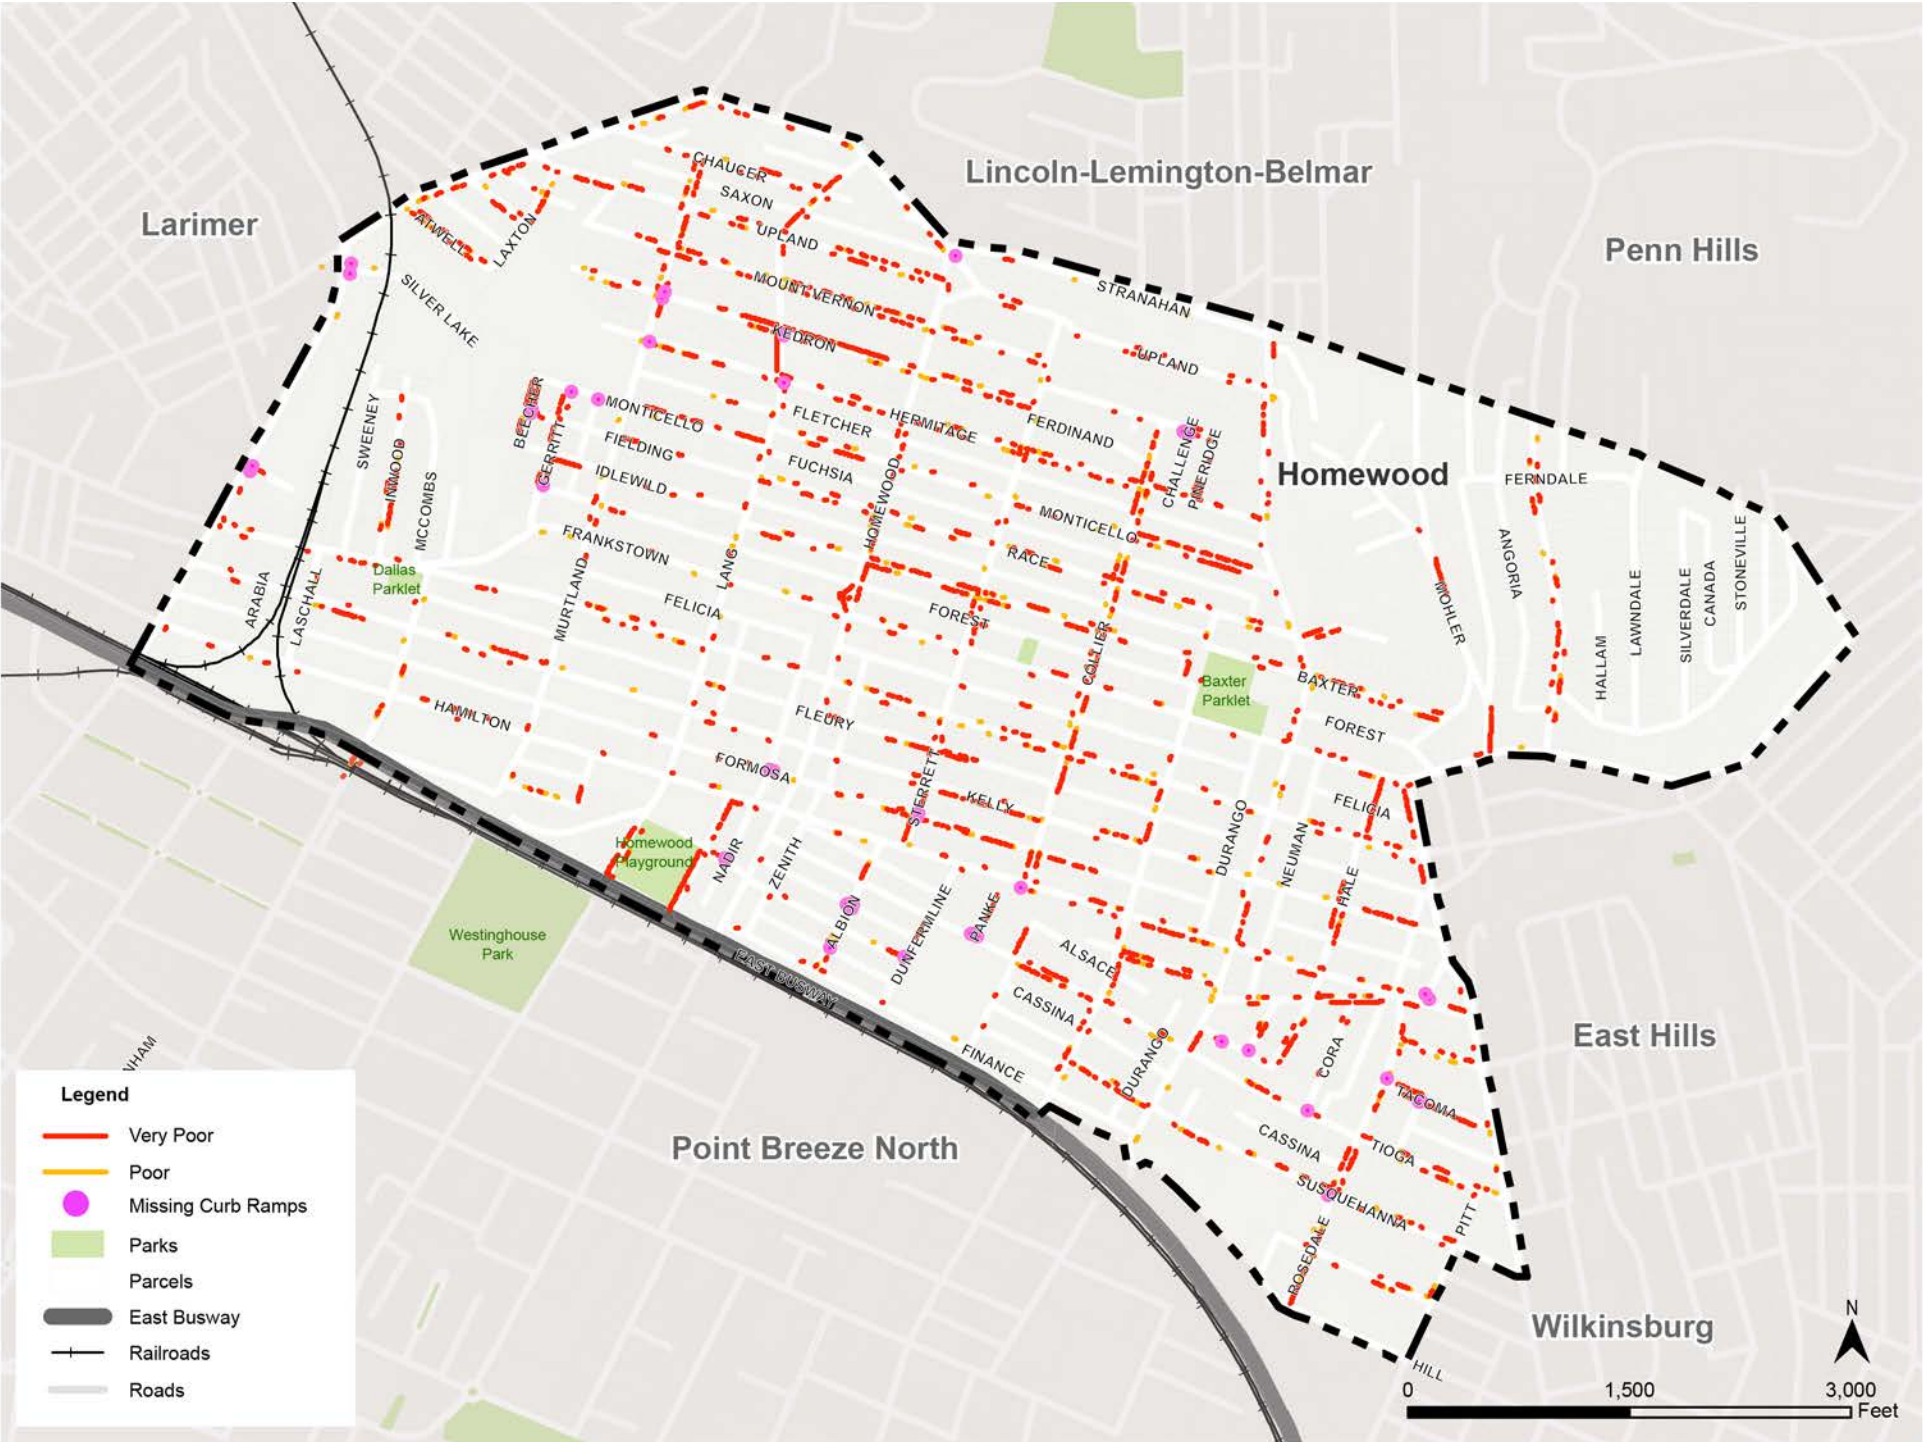 Lincoln-Lemington-Belmar
Larimer
Penn Hills
CHAUCER
SAXON
ATWELL
LAXTON
UPLAND
SILVER LAKE
MOUNT VERNON
STRANAHAN
KEDRON
UPLAND
SWEENEY
BEECHER
MONTICELLO
FLETCHER
HERMITAGE
FERDINAND
CHALLENGE
PINERIDGE
INWOOD
GERRITT
FIELDING
FUCHSIA
IDLEWILD
HOMEWOOD
Homewood
FERNDALE
MCCOMBS
FRANKSTOWN
LANG
MONTICELLO
RACE
ANGORIA
STONEVILLE
Dallas
Parklet
ARABIA
LASCHALL
MURTLAND
FELICIA
FOREST
MOHLER
HALLAM
LAWNDALE
SILVERDALE
CANADA
COLLIER
Baxter
Parklet
BAXTER
HAMILTON
FLEURY
FOREST
FORMOSA
STERRETT
KELLY
FELICIA
Homewood
Playground
NADIR
ZENITH
DURANGO
NEUMAN
HALE
Westinghouse
Park
ALBION
DUNFERMLINE
PANKE
ALSACE
EAST BUSWAY
CASSINA
FINANCE
DURANGO
CORA
East Hills
TACOMA
CASSINA
TIOGA
SUSQUEHANNA
PITT
ROSEDALE
Point Breeze North
Wilkinsburg
HILL
NHAM
Legend
Very Poor
Poor
Missing Curb Ramps
Parks
Parcels
East Busway
Railroads
Roads
N
0 1,500 3,000
Feet